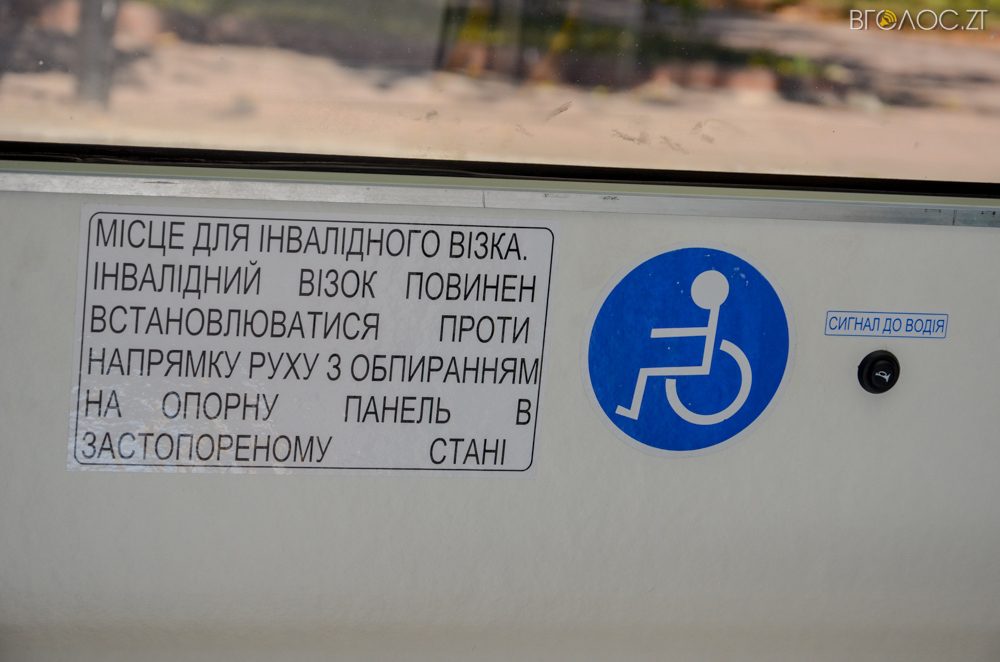 ВГОЛОС.ZT
МІСЦЕ ДЛЯ ІНВАЛІДНОГО ВІЗКА.
ІНВАЛІДНИЙ ВІЗОК ПОВИНЕН
ВСТАНОВЛЮВАТИСЯ ПРОТИ
НАПРЯМКУ РУХУ З ОБПИРАННЯМ
НА ОПОРНУ ПАНЕЛЬ В
ЗАСТОПОРЕНОМУ СТАНІ
СИГНАЛ ДО ВОДІЯ